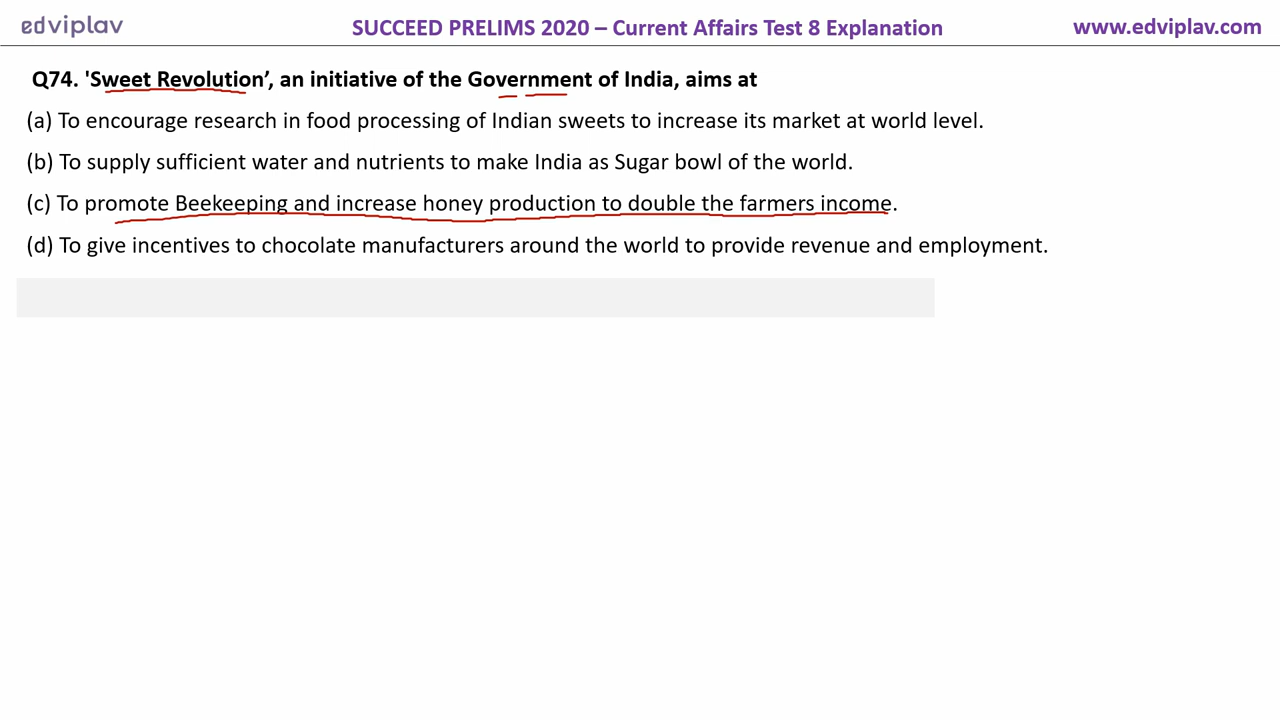 edviplav
SUCCEED PRELIMS 2020 – Current Affairs Test 8 Explanation
www.edviplav.com
Q74. 'Sweet Revolution’, an initiative of the Government of India, aims at
(a) To encourage research in food processing of Indian sweets to increase its market at world level.
(b) To supply sufficient water and nutrients to make India as Sugar bowl of the world.
(c) To promote Beekeeping and increase honey production to double the farmers income.
(d) To give incentives to chocolate manufacturers around the world to provide revenue and employment.